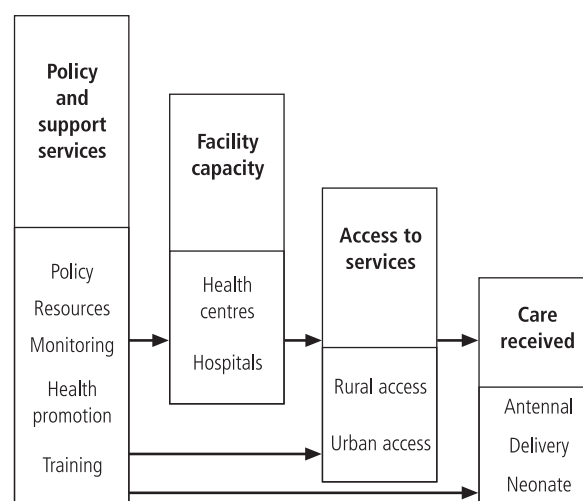 Policy
and
support
services
Policy
Resources
Monitoring
Health
promotion
Training
Facility
capacity
Health
centres
Hospitals
Access to
services
Rural access
Urban access
Care
received
Antennal
Delivery
Neonate